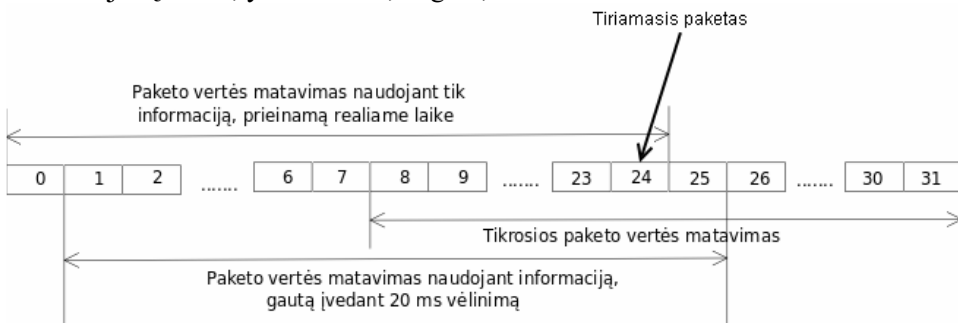 Tiriamasis paketas
Paketo vertės matavimas naudojant tik
informaciją, prieinamą realiame laike
0 1 2 ....... 6 7 8 9 ....... 23 24 25 26 ....... 30 31
Tikrosios paketo vertės matavimas
Paketo vertės matavimas naudojant informaciją,
gautą įvedant 20 ms vėlinimą